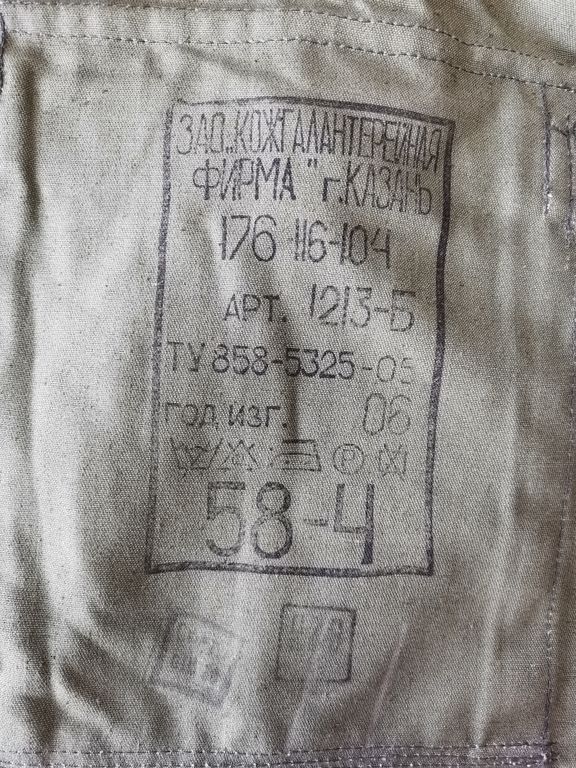 ЗАО „КОЖГАЛАНТЕРЕЙНАЯ
ФИРМА" г. КАЗАНЬ
176-116-104
АРТ. 1213-Б
ТУ 858-5325-05
ГОД ИЗГ. 06
58-4